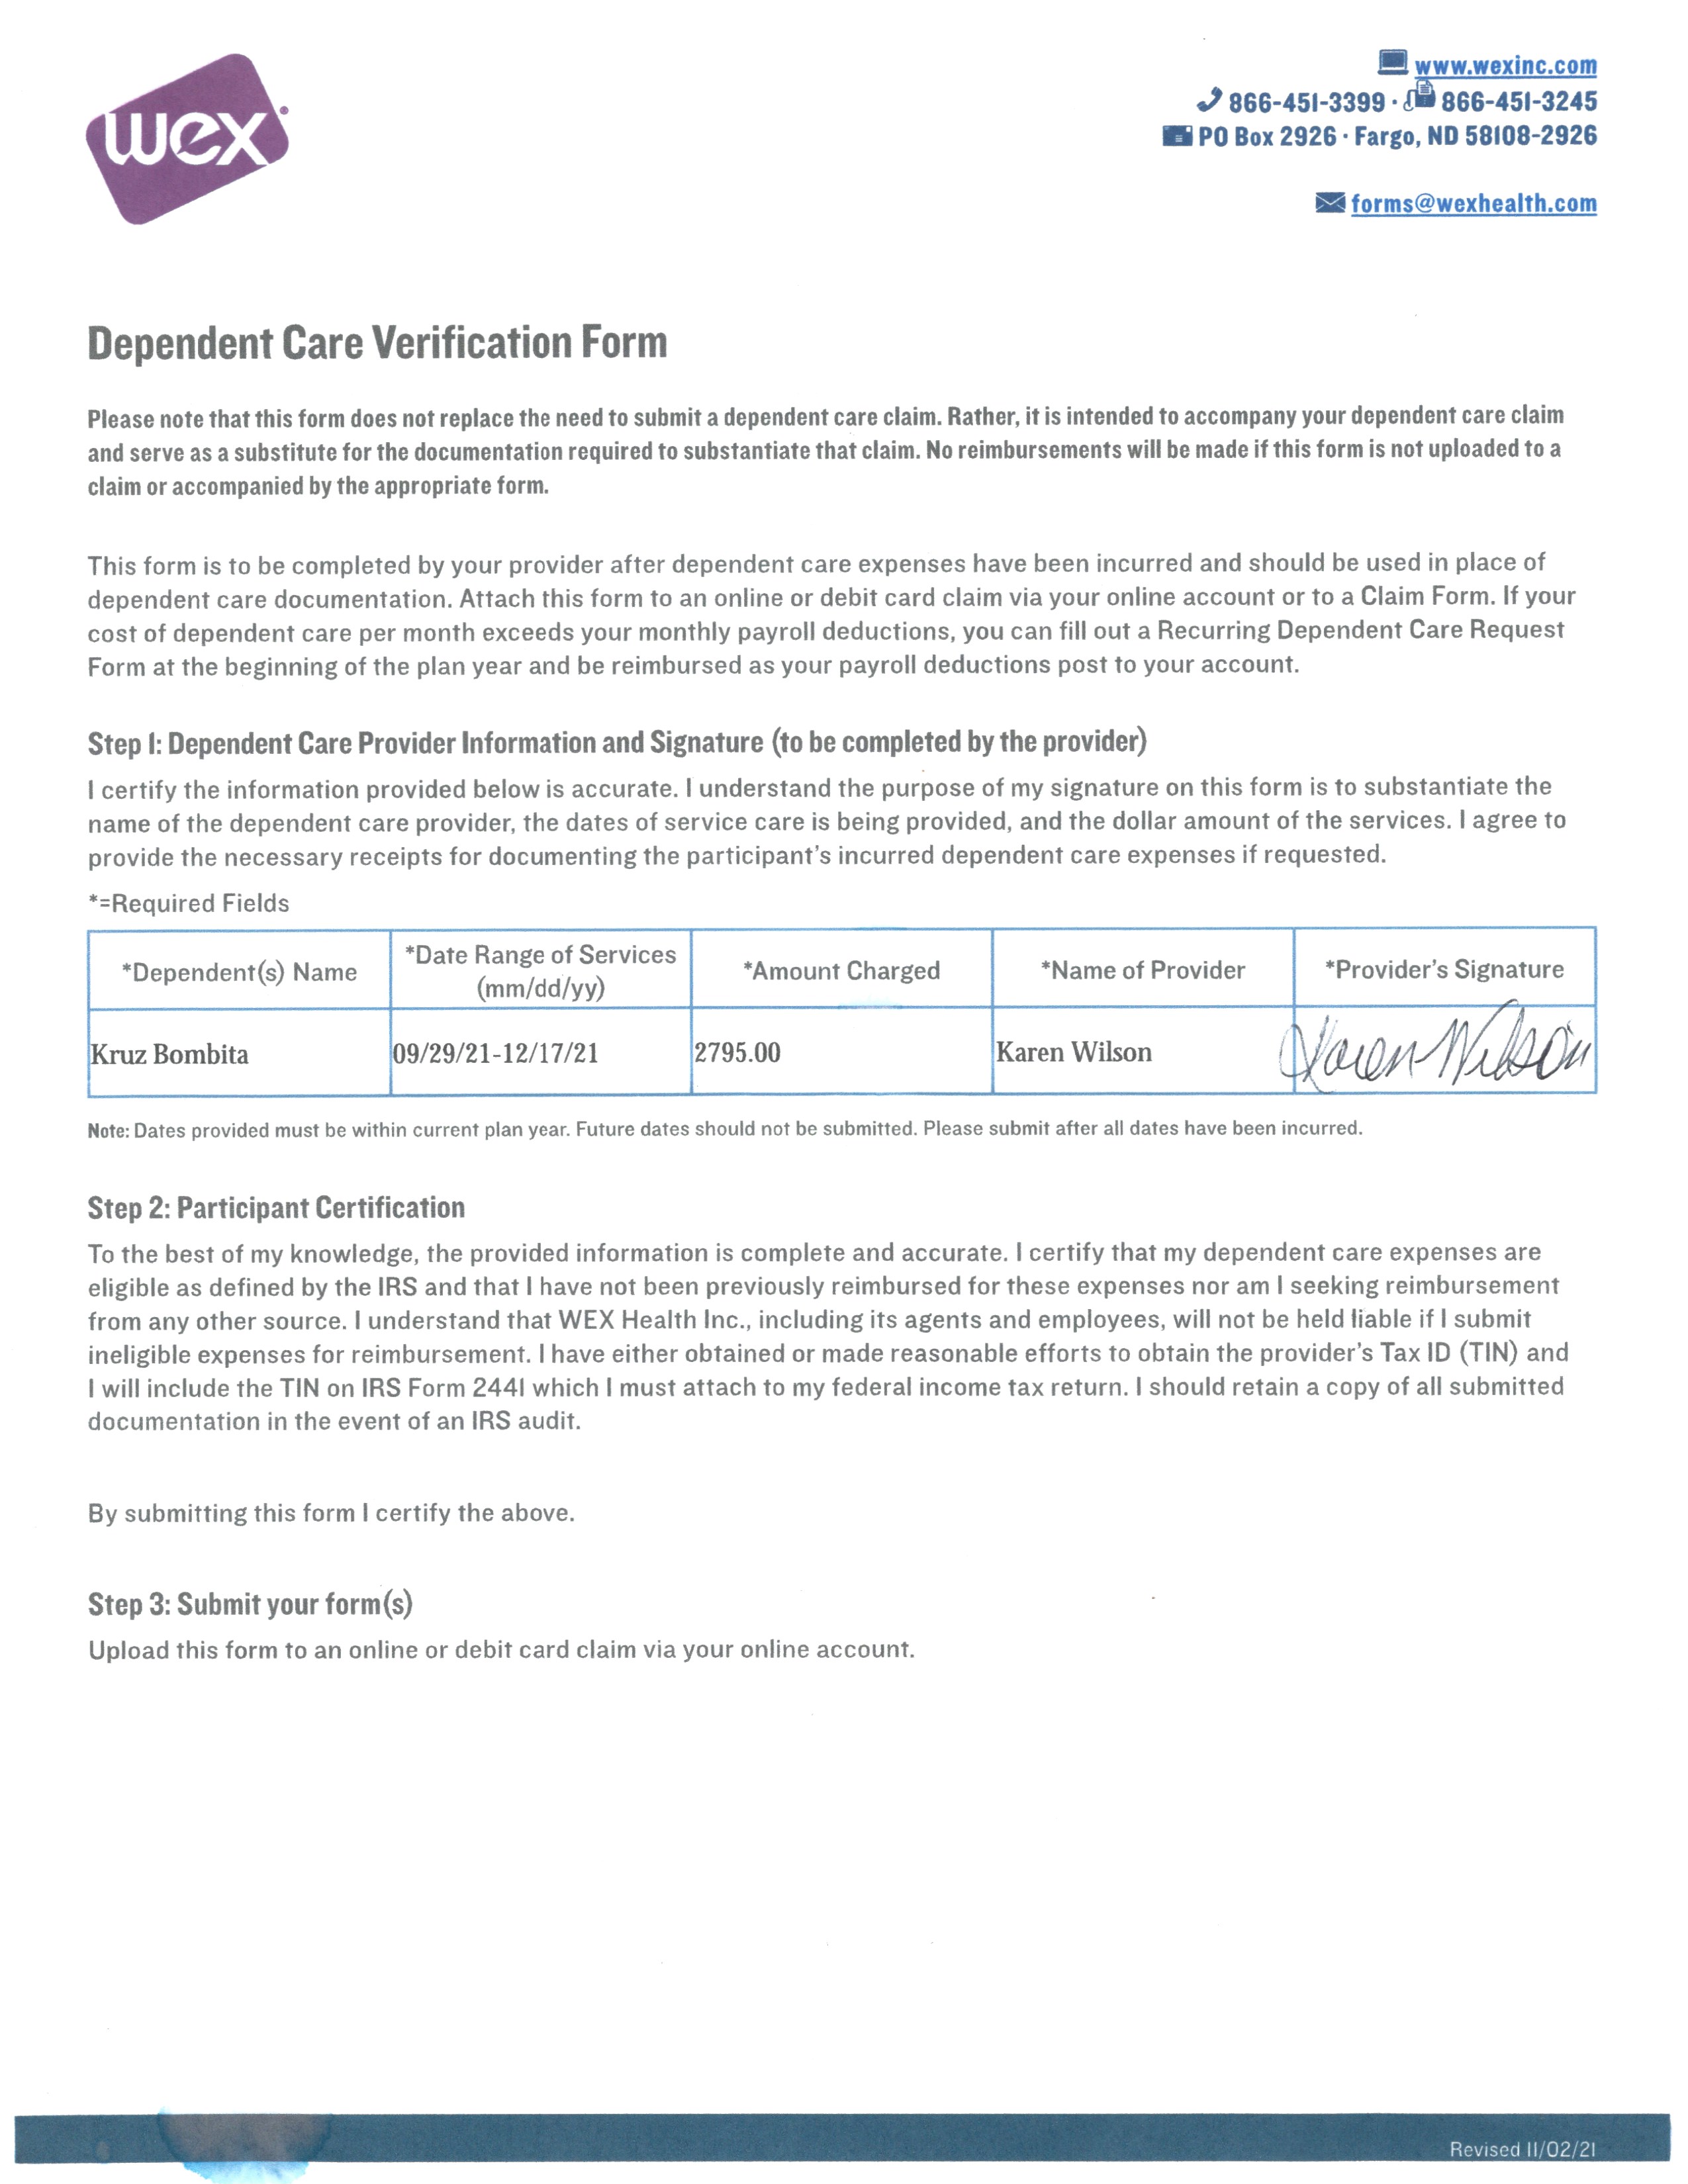 wex®
www.wexinc.com
866-451-3399 · 866-451-3245
PO Box 2926 · Fargo, ND 58108-2926
forms@wexhealth.com
Dependent Care Verification Form
Please note that this form does not replace the need to submit a dependent care claim. Rather, it is intended to accompany your dependent care claim
and serve as a substitute for the documentation required to substantiate that claim. No reimbursements will be made if this form is not uploaded to a
claim or accompanied by the appropriate form.
This form is to be completed by your provider after dependent care expenses have been incurred and should be used in place of
dependent care documentation. Attach this form to an online or debit card claim via your online account or to a Claim Form. If your
cost of dependent care per month exceeds your monthly payroll deductions, you can fill out a Recurring Dependent Care Request
Form at the beginning of the plan year and be reimbursed as your payroll deductions post to your account.
Step 1: Dependent Care Provider Information and Signature (to be completed by the provider)
I certify the information provided below is accurate. I understand the purpose of my signature on this form is to substantiate the
name of the dependent care provider, the dates of service care is being provided, and the dollar amount of the services. I agree to
provide the necessary receipts for documenting the participant's incurred dependent care expenses if requested.
*=Required Fields
*Dependent(s) Name *Date Range of Services (mm/dd/yy) *Amount Charged *Name of Provider *Provider's Signature
Kruz Bombita 09/29/21-12/17/21 2795.00 Karen Wilson Karen Wilson
Note: Dates provided must be within current plan year. Future dates should not be submitted. Please submit after all dates have been incurred.
Step 2: Participant Certification
To the best of my knowledge, the provided information is complete and accurate. I certify that my dependent care expenses are
eligible as defined by the IRS and that I have not been previously reimbursed for these expenses nor am I seeking reimbursement
from any other source. I understand that WEX Health Inc., including its agents and employees, will not be held liable if I submit
ineligible expenses for reimbursement. I have either obtained or made reasonable efforts to obtain the provider's Tax ID (TIN) and
I will include the TIN on IRS Form 2441 which I must attach to my federal income tax return. I should retain a copy of all submitted
documentation in the event of an IRS audit.
By submitting this form I certify the above.
Step 3: Submit your form(s)
Upload this form to an online or debit card claim via your online account.
Revised 11/02/21